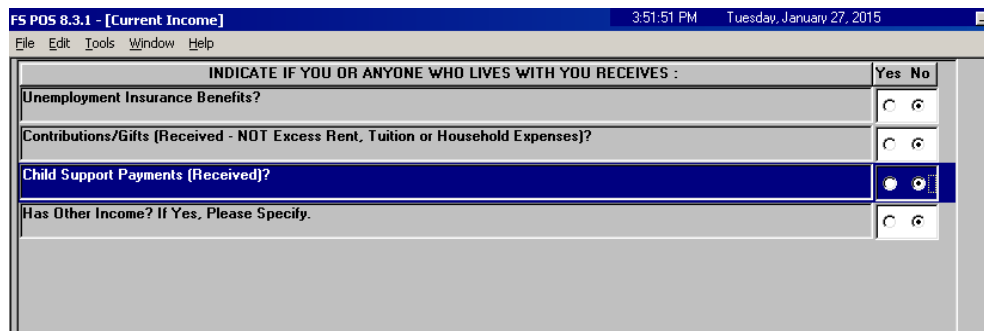 FS POS 8.3.1 - [Current Income] 3:51:51 PM Tuesday, January 27, 2015
File Edit Tools Window Help
INDICATE IF YOU OR ANYONE WHO LIVES WITH YOU RECEIVES : Yes No
Unemployment Insurance Benefits?
Contributions/Gifts (Received - NOT Excess Rent, Tuition or Household Expenses)?
Child Support Payments (Received)?
Has Other Income? If Yes, Please Specify.